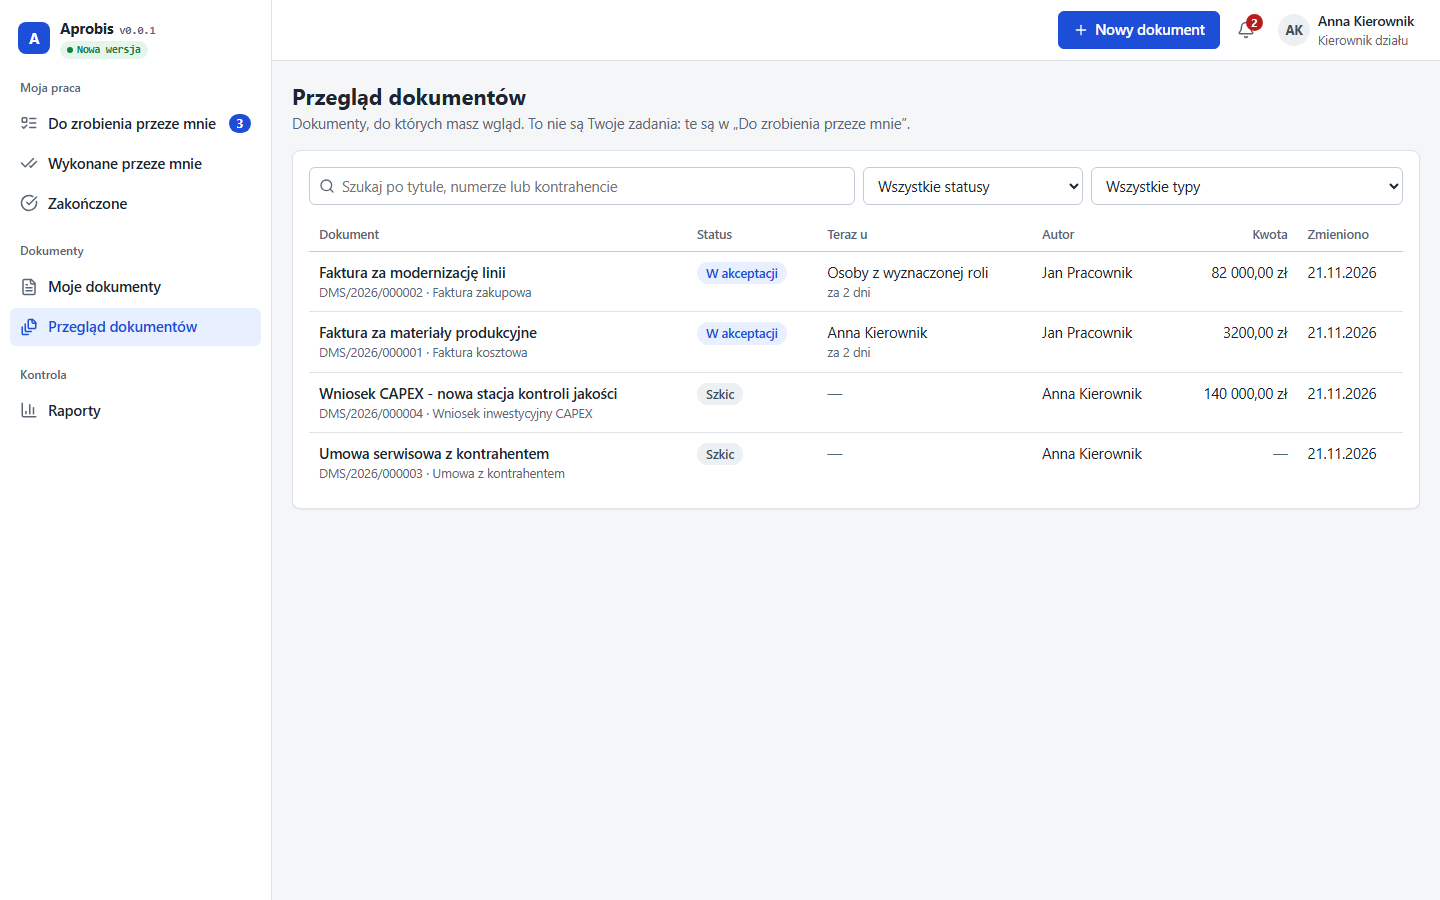 A
Aprobis v0.0.1
Nowa wersja
Moja praca
Do zrobienia przeze mnie 3
Wykonane przeze mnie
Zakończone
Dokumenty
Moje dokumenty
Przegląd dokumentów
Kontrola
Raporty
+ Nowy dokument
2
AK
Anna Kierownik
Kierownik działu
Przegląd dokumentów
Dokumenty, do których masz wgląd. To nie są Twoje zadania: te są w „Do zrobienia przeze mnie”.
Szukaj po tytule, numerze lub kontrahencie
Wszystkie statusy
Wszystkie typy
Dokument Status Teraz u Autor Kwota Zmieniono
Faktura za modernizację linii W akceptacji Osoby z wyznaczonej roli Jan Pracownik 82 000,00 zł 21.11.2026
DMS/2026/000002 · Faktura zakupowa za 2 dni
Faktura za materiały produkcyjne W akceptacji Anna Kierownik Jan Pracownik 3200,00 zł 21.11.2026
DMS/2026/000001 · Faktura kosztowa za 2 dni
Wniosek CAPEX - nowa stacja kontroli jakości Szkic — Anna Kierownik 140 000,00 zł 21.11.2026
DMS/2026/000004 · Wniosek inwestycyjny CAPEX
Umowa serwisowa z kontrahentem Szkic — Anna Kierownik — 21.11.2026
DMS/2026/000003 · Umowa z kontrahentem